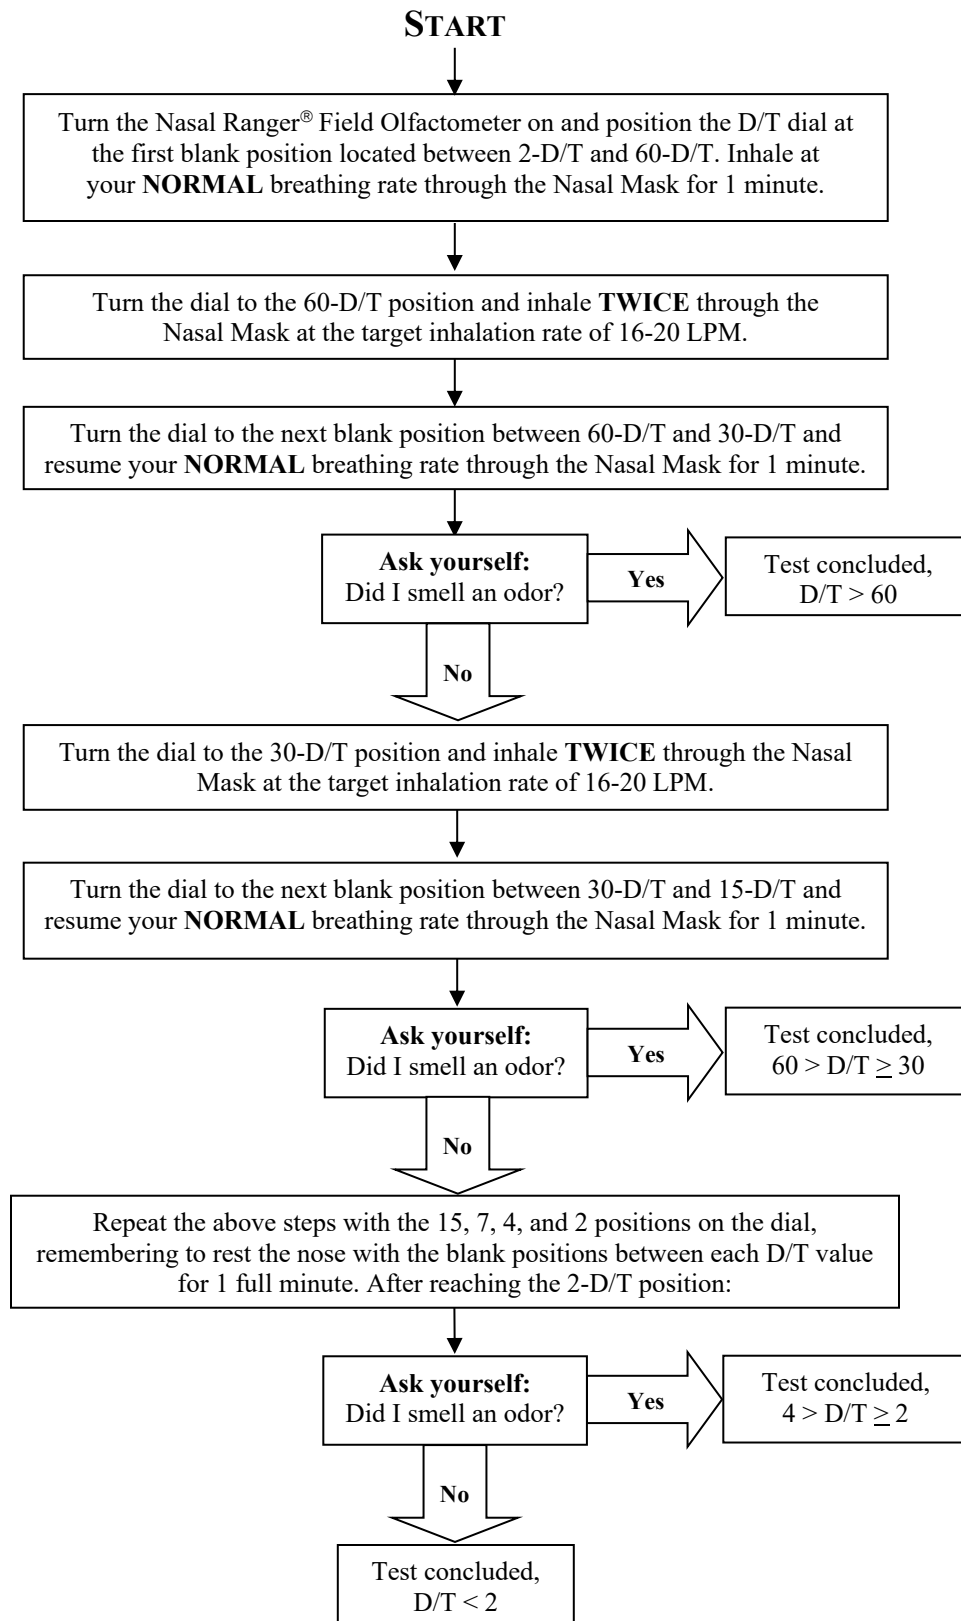 START
Turn the Nasal Ranger® Field Olfactometer on and position the D/T dial at
the first blank position located between 2-D/T and 60-D/T. Inhale at
your NORMAL breathing rate through the Nasal Mask for 1 minute.
Turn the dial to the 60-D/T position and inhale TWICE through the
Nasal Mask at the target inhalation rate of 16-20 LPM.
Turn the dial to the next blank position between 60-D/T and 30-D/T and
resume your NORMAL breathing rate through the Nasal Mask for 1 minute.
Ask yourself:
Did I smell an odor?
Yes
Test concluded,
D/T > 60
No
Turn the dial to the 30-D/T position and inhale TWICE through the Nasal
Mask at the target inhalation rate of 16-20 LPM.
Turn the dial to the next blank position between 30-D/T and 15-D/T and
resume your NORMAL breathing rate through the Nasal Mask for 1 minute.
Ask yourself:
Did I smell an odor?
Yes
Test concluded,
60 > D/T ≥ 30
No
Repeat the above steps with the 15, 7, 4, and 2 positions on the dial,
remembering to rest the nose with the blank positions between each D/T value
for 1 full minute. After reaching the 2-D/T position:
Ask yourself:
Did I smell an odor?
Yes
Test concluded,
4 > D/T ≥ 2
No
Test concluded,
D/T < 2